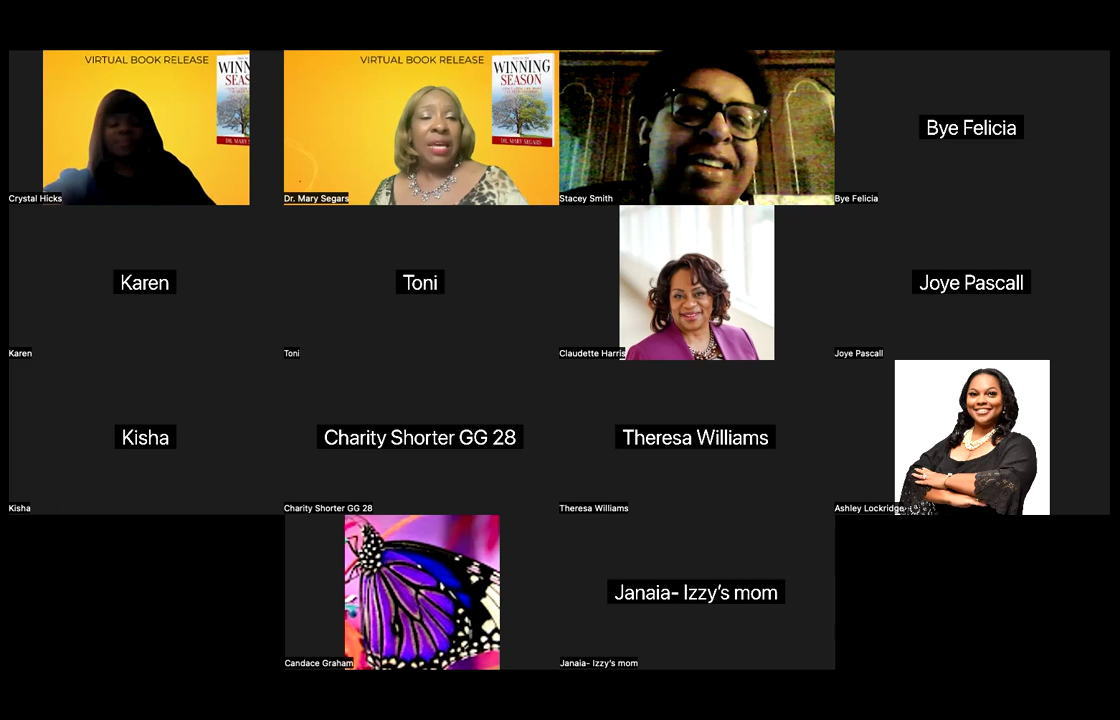 VIRTUAL BOOK RELEASE
WINNING
SEAS
DR. MARY S
Crystal Hicks
VIRTUAL BOOK RELEASE
WINNING
SEASON
DR. MARY SEGARS
Dr. Mary Segars
Stacey Smith
Bye Felicia
Bye Felicia
Karen
Karen
Toni
Toni
Claudette Harris
Joye Pascall
Joye Pascall
Kisha
Kisha
Charity Shorter GG 28
Charity Shorter GG 28
Theresa Williams
Theresa Williams
Ashley Lockridge
Candace Graham
Janaia- Izzy's mom
Janaia- Izzy's mom